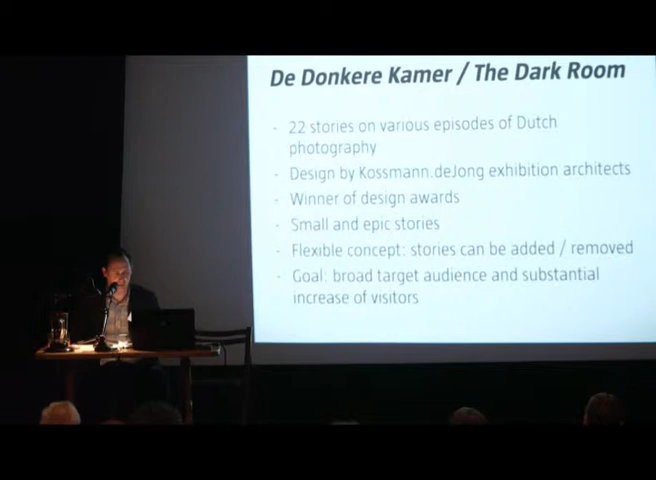 De Donkere Kamer / The Dark Room
- 22 stories on various episodes of Dutch
photography
- Design by Kossmann.deJong exhibition architects
- Winner of design awards
- Small and epic stories
- Flexible concept: stories can be added / removed
- Goal: broad target audience and substantial
increase of visitors